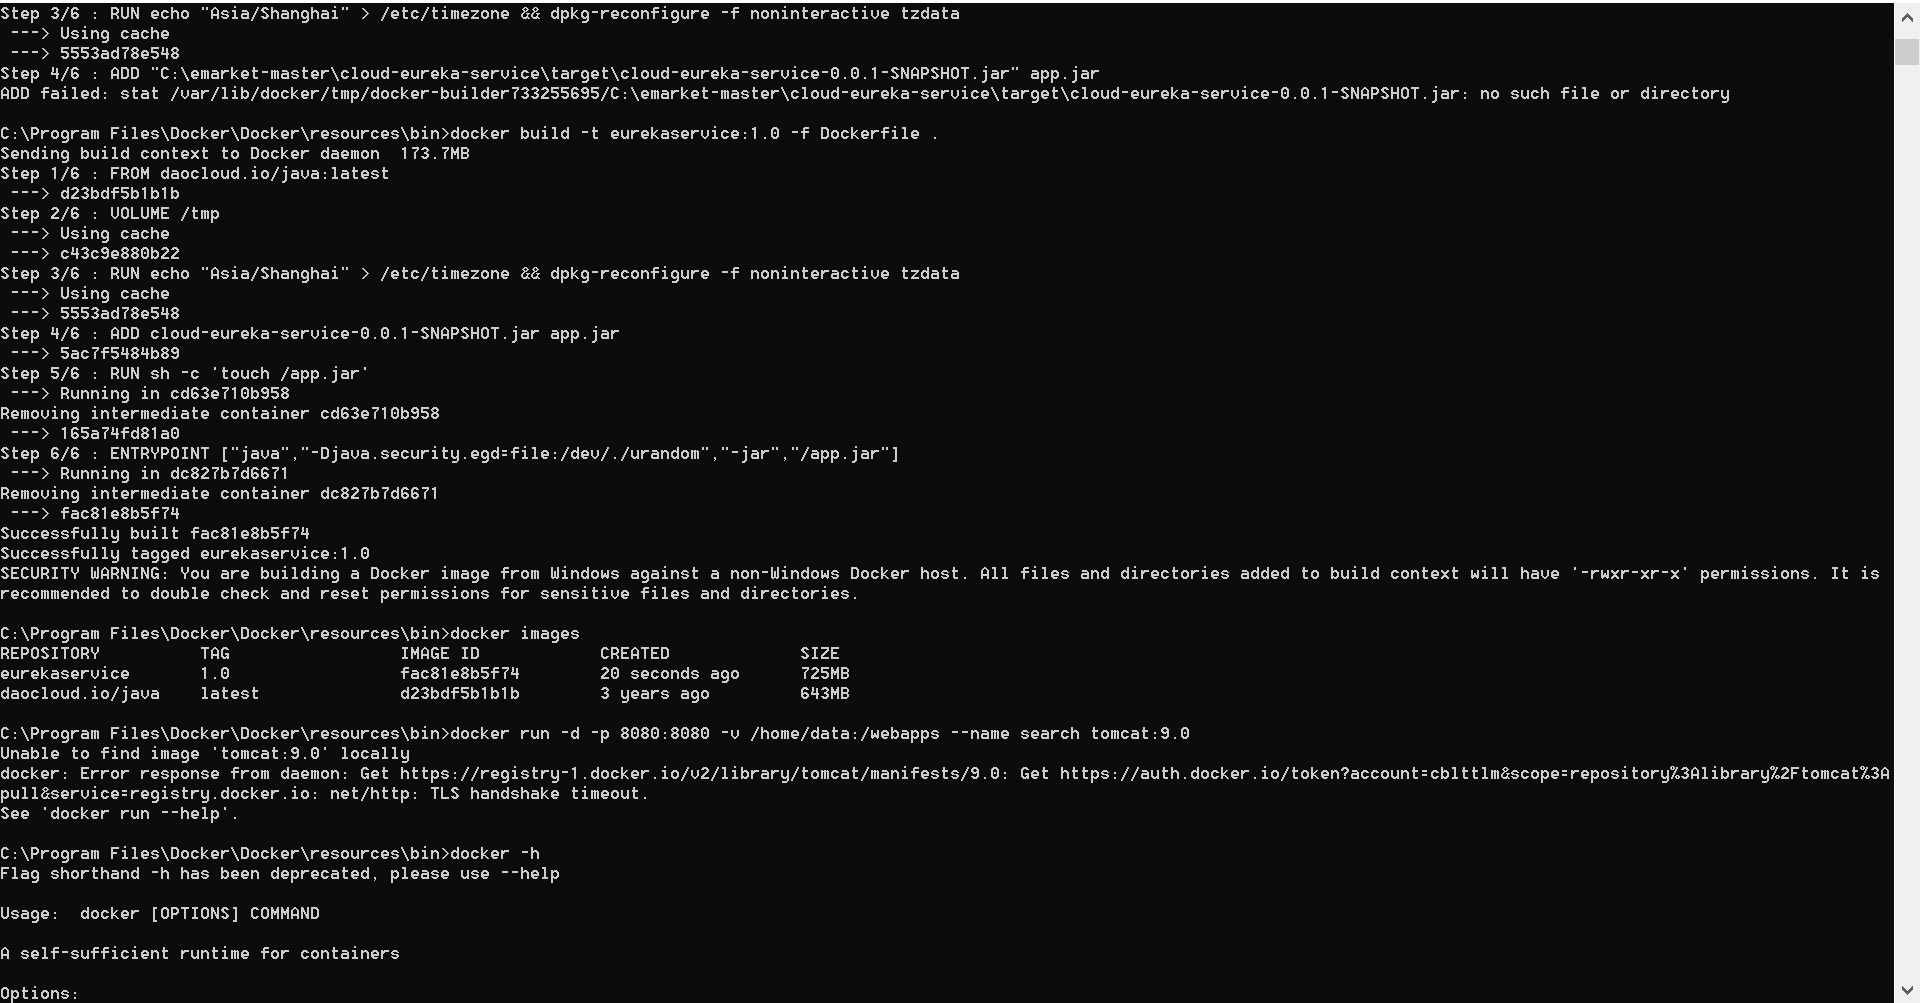 Step 3/6 : RUN echo "Asia/Shanghai" > /etc/timezone && dpkg-reconfigure -f noninteractive tzdata
 ---> Using cache
 ---> 5553ad78e548
Step 4/6 : ADD "C:\emarket-master\cloud-eureka-service\target\cloud-eureka-service-0.0.1-SNAPSHOT.jar" app.jar
ADD failed: stat /var/lib/docker/tmp/docker-builder733255695/C:\emarket-master\cloud-eureka-service\target\cloud-eureka-service-0.0.1-SNAPSHOT.jar: no such file or directory
C:\Program Files\Docker\Docker\resources\bin>docker build -t eurekaservice:1.0 -f Dockerfile .
Sending build context to Docker daemon  173.7MB
Step 1/6 : FROM daocloud.io/java:latest
 ---> d23bdf5b1b1b
Step 2/6 : VOLUME /tmp
 ---> Using cache
 ---> c43c9e880b22
Step 3/6 : RUN echo "Asia/Shanghai" > /etc/timezone && dpkg-reconfigure -f noninteractive tzdata
 ---> Using cache
 ---> 5553ad78e548
Step 4/6 : ADD cloud-eureka-service-0.0.1-SNAPSHOT.jar app.jar
 ---> 5ac7f5484b89
Step 5/6 : RUN sh -c 'touch /app.jar'
 ---> Running in cd63e710b958
Removing intermediate container cd63e710b958
 ---> 165a74fd81a0
Step 6/6 : ENTRYPOINT ["java","-Djava.security.egd=file:/dev/./urandom","-jar","/app.jar"]
 ---> Running in dc827b7d6671
Removing intermediate container dc827b7d6671
 ---> fac81e8b5f74
Successfully built fac81e8b5f74
Successfully tagged eurekaservice:1.0
SECURITY WARNING: You are building a Docker image from Windows against a non-Windows Docker host. All files and directories added to build context will have '-rwxr-xr-x' permissions. It is
recommended to double check and reset permissions for sensitive files and directories.
C:\Program Files\Docker\Docker\resources\bin>docker images
REPOSITORY          TAG                 IMAGE ID            CREATED             SIZE
eurekaservice       1.0                 fac81e8b5f74        20 seconds ago      725MB
daocloud.io/java    latest              d23bdf5b1b1b        3 years ago         643MB
C:\Program Files\Docker\Docker\resources\bin>docker run -d -p 8080:8080 -v /home/data:/webapps --name search tomcat:9.0
Unable to find image 'tomcat:9.0' locally
docker: Error response from daemon: Get https://registry-1.docker.io/v2/library/tomcat/manifests/9.0: Get https://auth.docker.io/token?account=cblttlm&scope=repository%3Alibrary%2Ftomcat%3A
pull&service=registry.docker.io: net/http: TLS handshake timeout.
See 'docker run --help'.
C:\Program Files\Docker\Docker\resources\bin>docker -h
Flag shorthand -h has been deprecated, please use --help
Usage:  docker [OPTIONS] COMMAND
A self-sufficient runtime for containers
Options: